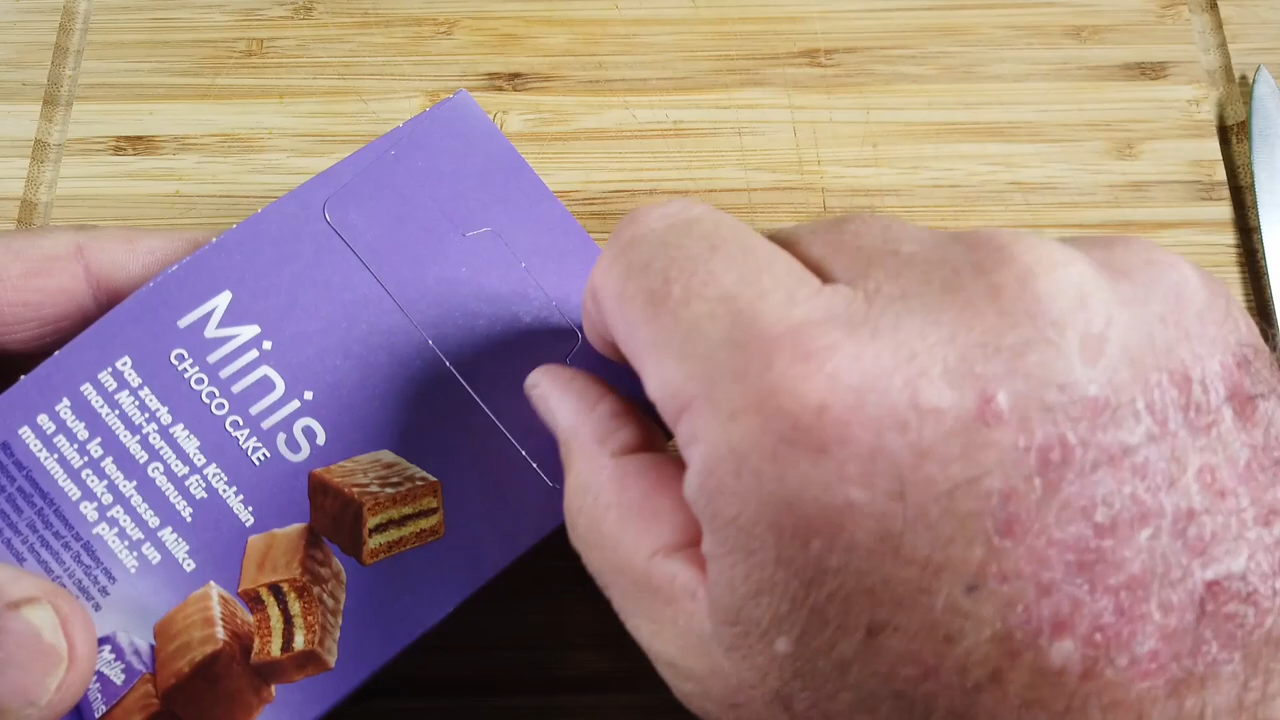 Minis
CHOCO CAKE
Das zarte Milka Küchlein
im Mini-Format für
maximalen Genuss.
Toute la tendresse Milka
en mini cake pour un
maximum de plaisir.
Milka
Minis